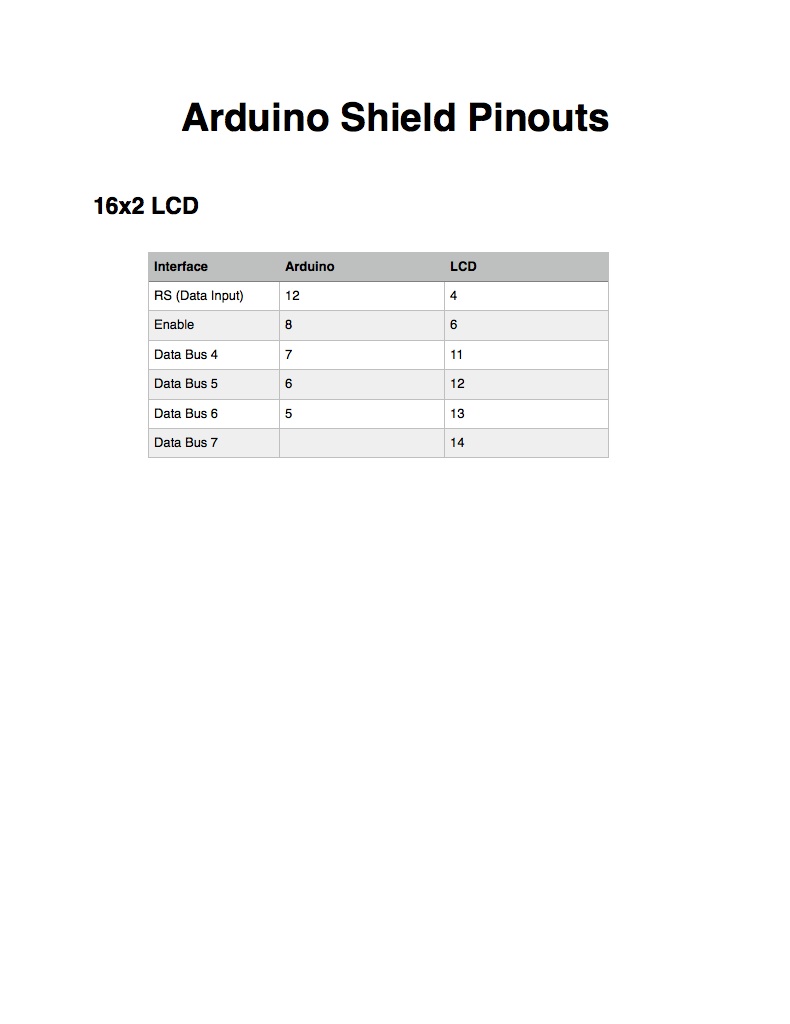 Arduino Shield Pinouts
16x2 LCD
Interface Arduino LCD
RS (Data Input) 12 4
Enable 8 6
Data Bus 4 7 11
Data Bus 5 6 12
Data Bus 6 5 13
Data Bus 7 14